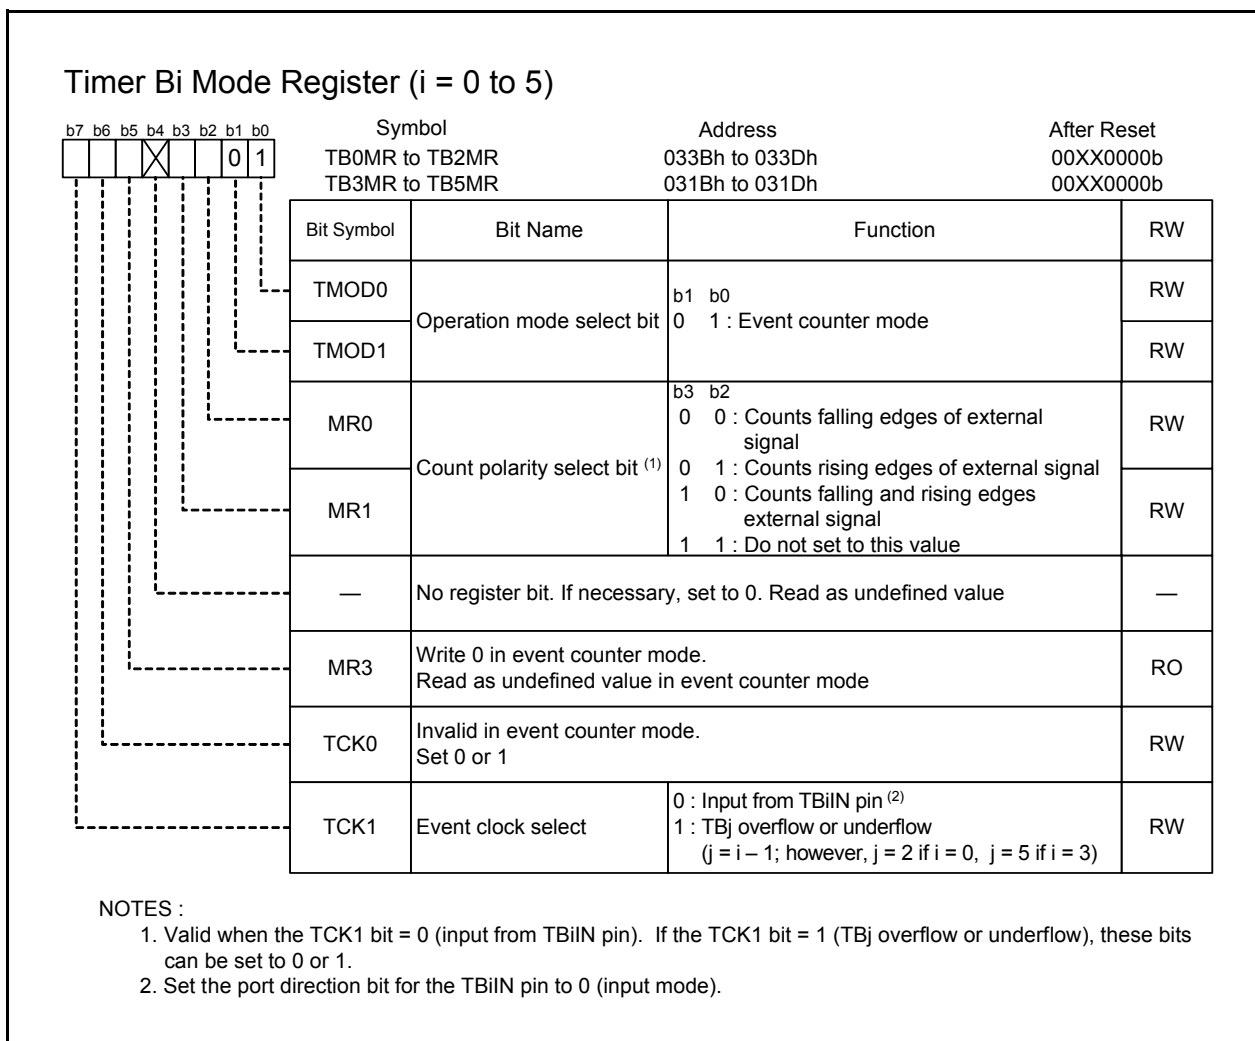 Timer Bi Mode Register (i = 0 to 5)
b7 b6 b5 b4 b3 b2 b1 b0
0 1
Symbol Address After Reset
TB0MR to TB2MR 033Bh to 033Dh 00XX0000b
TB3MR to TB5MR 031Bh to 031Dh 00XX0000b
Bit Symbol Bit Name Function RW
TMOD0 RW
Operation mode select bit
b1 b0
0 1 : Event counter mode
TMOD1 RW
MR0 RW
Count polarity select bit (1)
b3 b2
0 0 : Counts falling edges of external
signal
0 1 : Counts rising edges of external signal
1 0 : Counts falling and rising edges
external signal
1 1 : Do not set to this value
MR1 RW
— No register bit. If necessary, set to 0. Read as undefined value —
MR3 RO
Write 0 in event counter mode.
Read as undefined value in event counter mode
TCK0 RW
Invalid in event counter mode.
Set 0 or 1
TCK1 Event clock select RW
0 : Input from TBiIN pin (2)
1 : TBj overflow or underflow
(j = i – 1; however, j = 2 if i = 0, j = 5 if i = 3)
NOTES :
1. Valid when the TCK1 bit = 0 (input from TBiIN pin). If the TCK1 bit = 1 (TBj overflow or underflow), these bits
can be set to 0 or 1.
2. Set the port direction bit for the TBiIN pin to 0 (input mode).